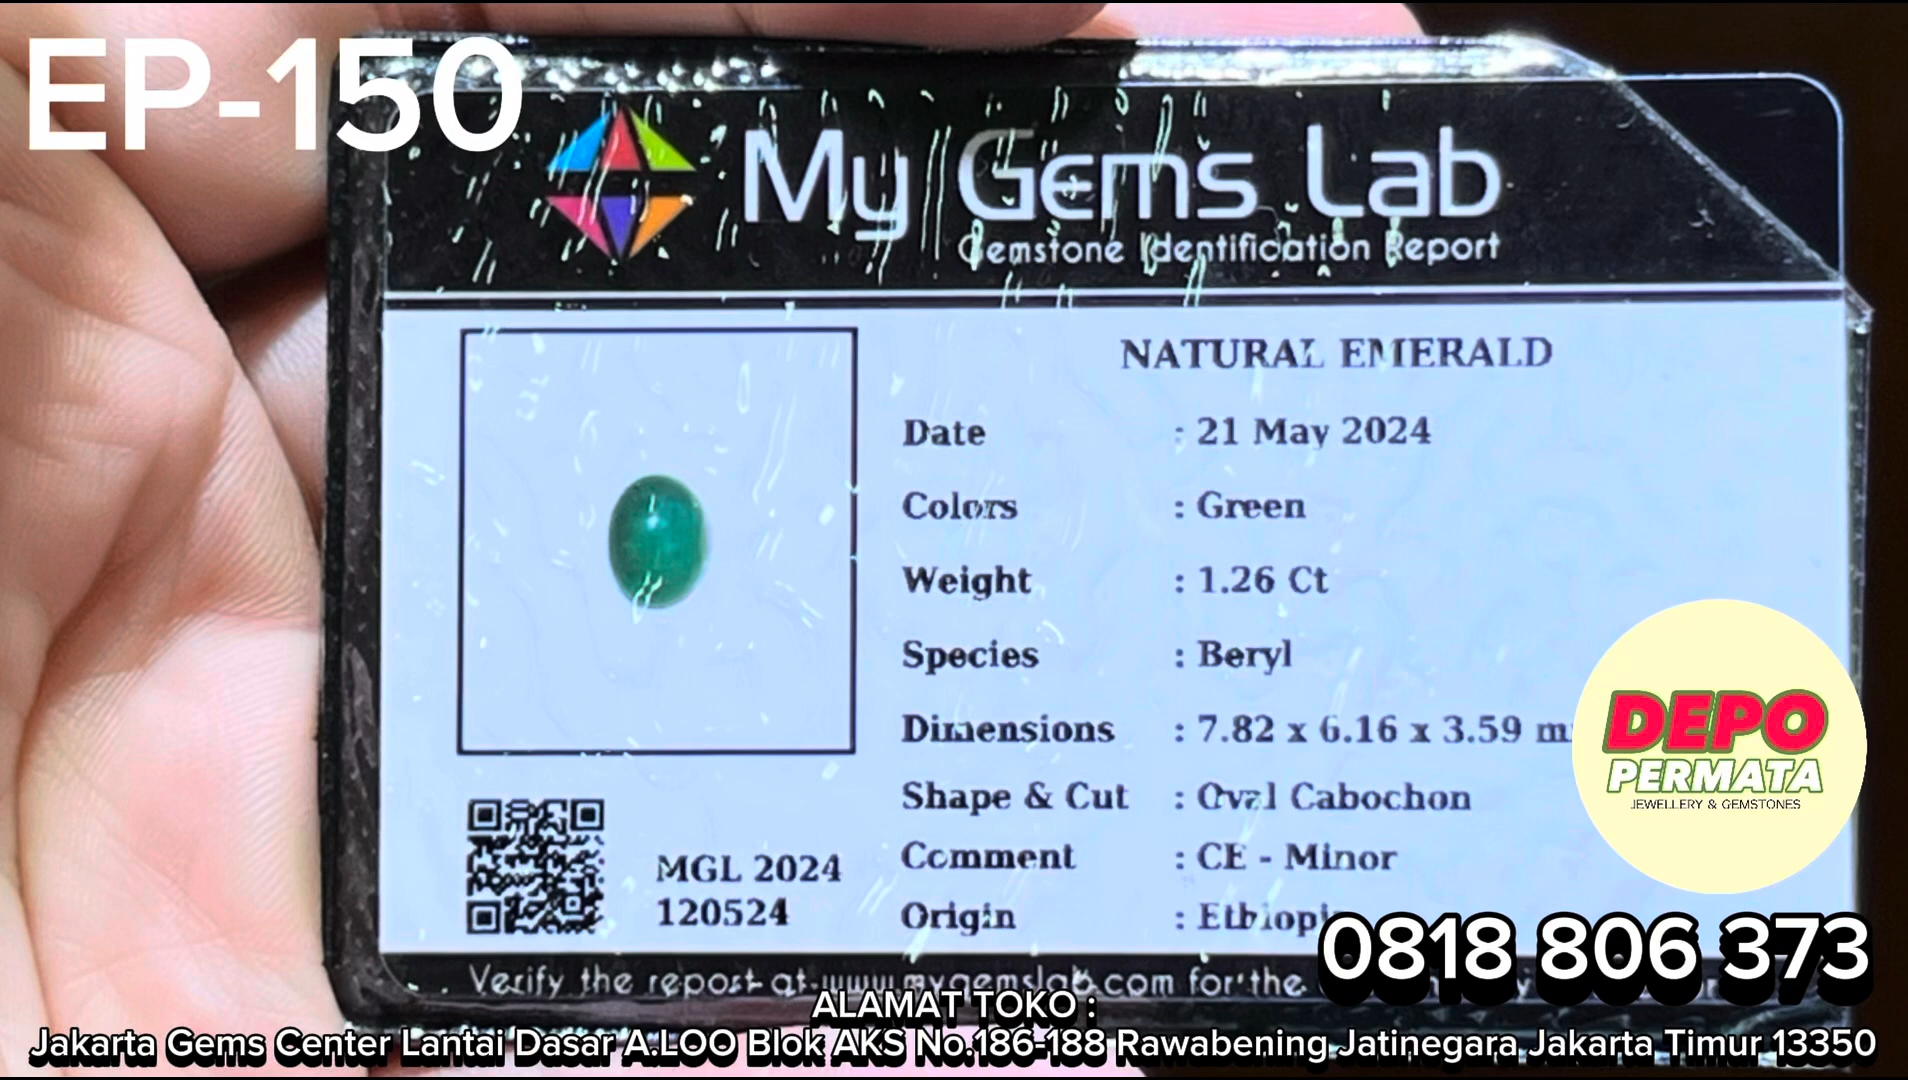 EP-150
My Gems Lab
Gemstone Identification Report
NATURAL EMERALD
Date : 21 May 2024
Colors : Green
Weight : 1.26 Ct
Species : Beryl
Dimensions : 7.82 x 6.16 x 3.59
Shape & Cut : Oval Cabochon
Comment : CE - Minor
Origin :
MGL 2024
120524
DEPO
PERMATA
JEWELLERY & GEMSTONES
0818 806 373
Verify the report at www.mygemslab.com for the
ALAMAT TOKO :
Jakarta Gems Center Lantai Dasar A.LOO Blok AKS No.186-188 Rawabening Jatinegara Jakarta Timur 13350